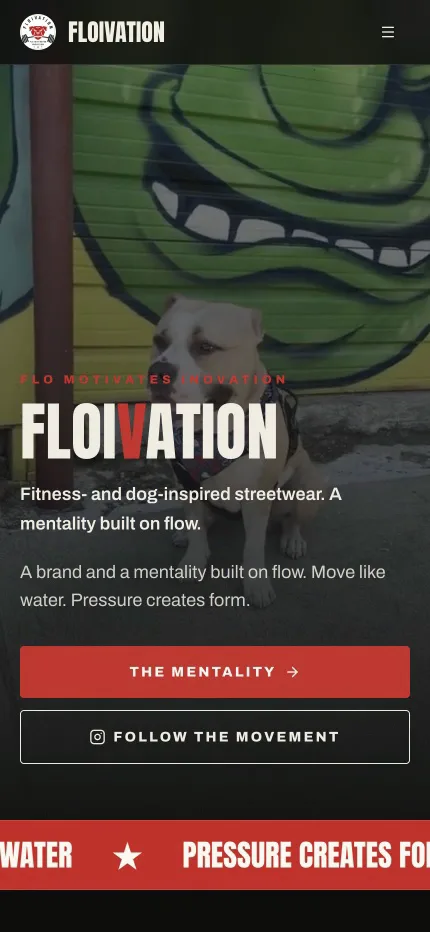 FLOIVATION
FLOIVATION
FLO MOTIVATES INOVATION
FLOIVATION
Fitness- and dog-inspired streetwear. A
mentality built on flow.
A brand and a mentality built on flow. Move like
water. Pressure creates form.
THE MENTALITY →
FOLLOW THE MOVEMENT
WATER ★ PRESSURE CREATES FO